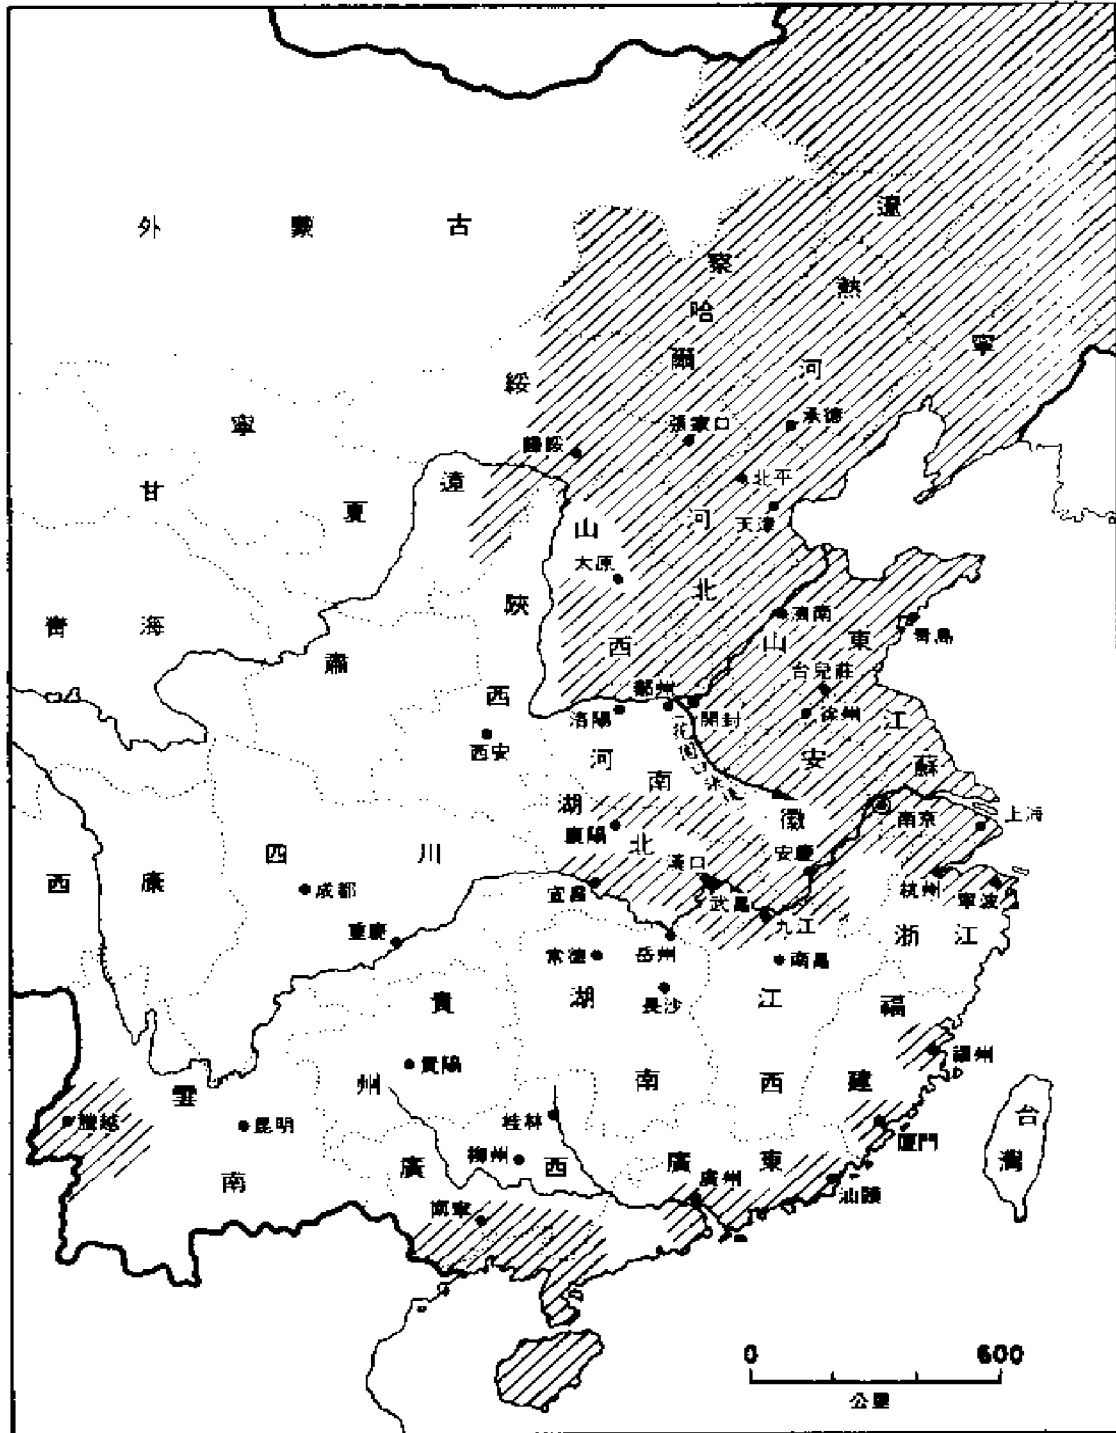 外蒙古
遼寧
察哈爾
熱河
綏遠
寧夏
甘肅
青海
歸綏
張家口
承德
北平
天津
山西
太原
河北
陝西
濟南
山東
青島
台兒莊
鄭州
洛陽
開封
徐州
江蘇
西安
河南
安徽
湖北
襄陽
南京
上海
四川
西康
成都
漢口
安慶
宜昌
武昌
杭州
寧波
重慶
九江
浙江
常德
岳州
南昌
湖南
長沙
江西
貴州
福建
貴陽
福州
雲南
騰越
昆明
桂林
廈門
台灣
柳州
廣西
廣東
廣州
汕頭
南寧
0 600
公里